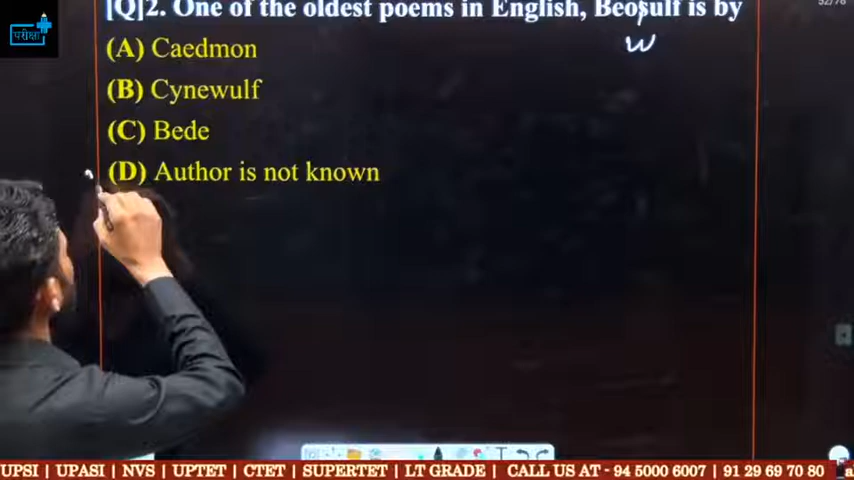 परीक्षा
[Q]2. One of the oldest poems in English, Beosulf is by
w
(A) Caedmon
(B) Cynewulf
(C) Bede
(D) Author is not known
UPSI | UPASI | NVS | UPTET | CTET | SUPERTET | LT GRADE | CALL US AT - 94 5000 6007 | 91 29 69 70 80